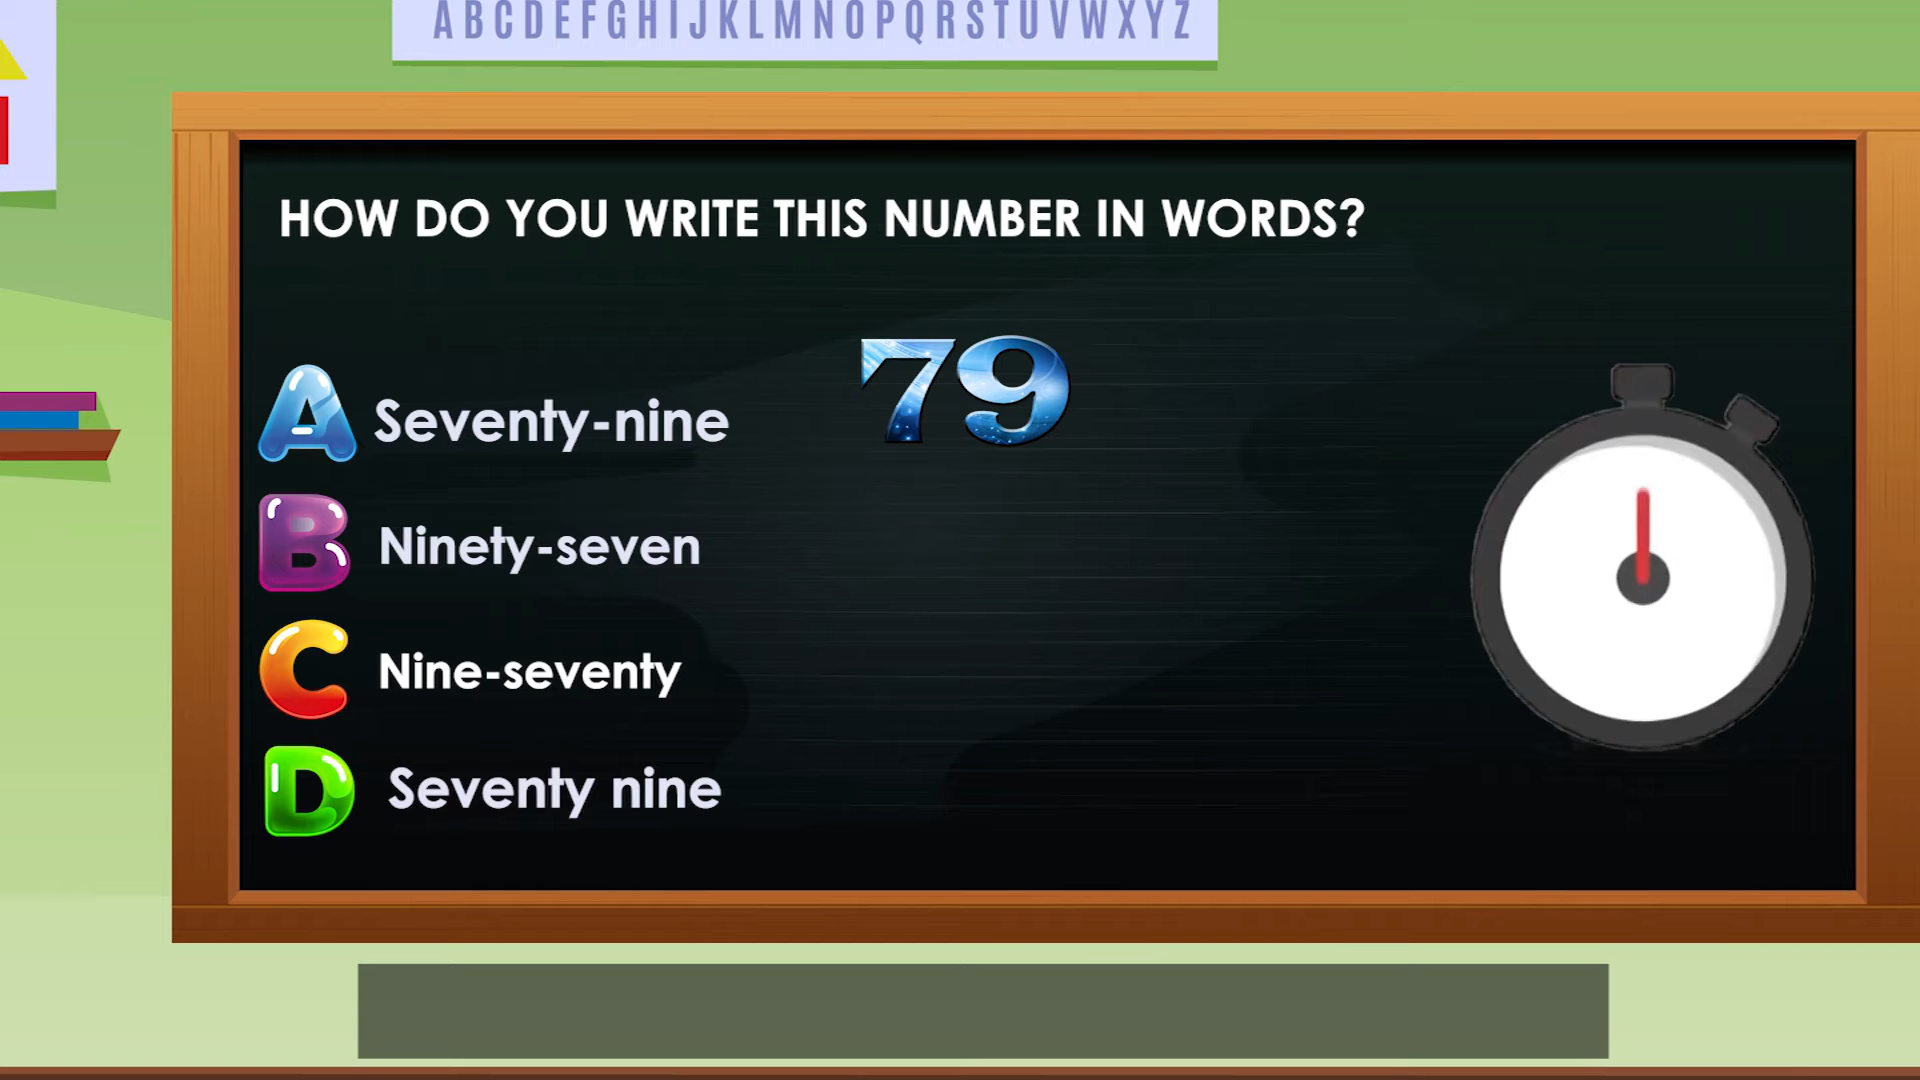 ABCDEFGHIJKLMNOPQRSTUVWXYZ
HOW DO YOU WRITE THIS NUMBER IN WORDS?
79
A Seventy-nine
B Ninety-seven
C Nine-seventy
D Seventy nine